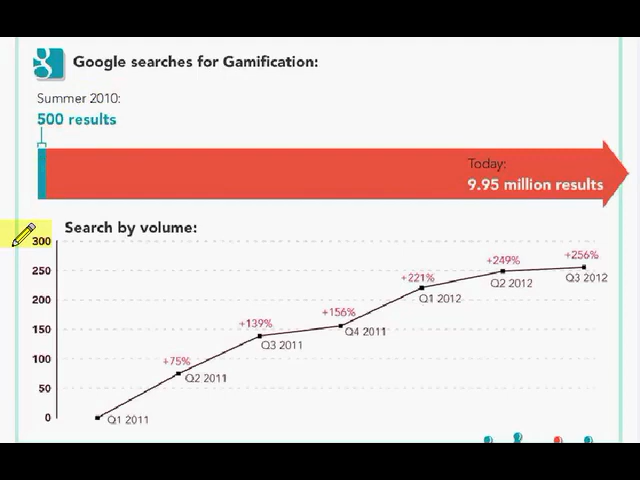 Google searches for Gamification:
Summer 2010:
500 results
Today:
9.95 million results
Search by volume:
300
+256%
+249%
250
+221%
Q3 2012
Q2 2012
200
+156%
Q1 2012
+139%
150
Q4 2011
Q3 2011
100
+75%
Q2 2011
50
0
Q1 2011